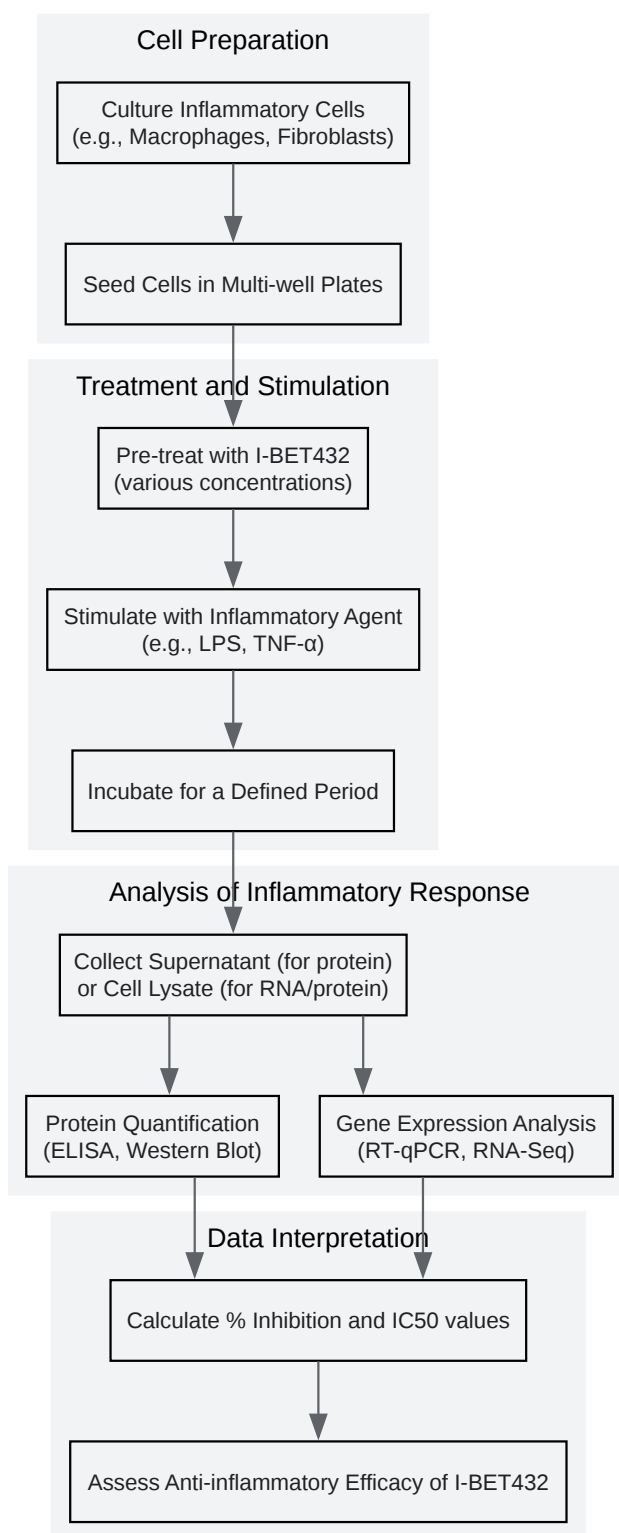 Cell Preparation
Culture Inflammatory Cells
(e.g., Macrophages, Fibroblasts)
Seed Cells in Multi-well Plates
Treatment and Stimulation
Pre-treat with I-BET432
(various concentrations)
Stimulate with Inflammatory Agent
(e.g., LPS, TNF-α)
Incubate for a Defined Period
Analysis of Inflammatory Response
Collect Supernatant (for protein)
or Cell Lysate (for RNA/protein)
Protein Quantification
(ELISA, Western Blot)
Gene Expression Analysis
(RT-qPCR, RNA-Seq)
Data Interpretation
Calculate % Inhibition and IC50 values
Assess Anti-inflammatory Efficacy of I-BET432